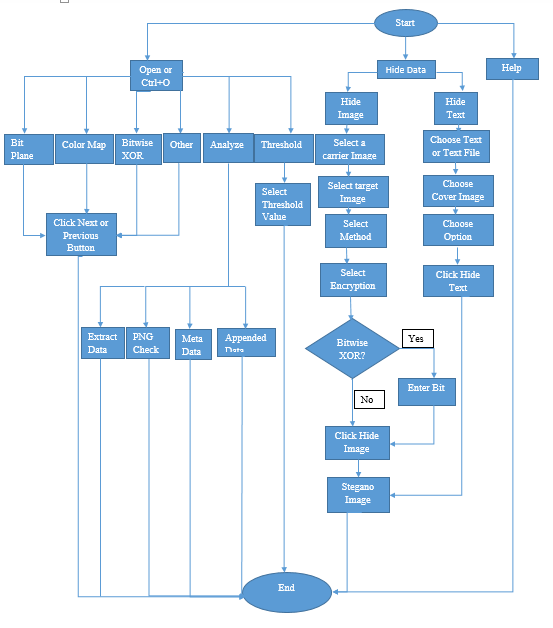 Start
Open or
Ctrl+O
Hide Data
Help
Hide
Image
Hide
Text
Bit
Plane
Color Map
Bitwise
XOR
Other
Analyze
Threshold
Select a
carrier Image
Choose Text
or Text File
Select
Threshold
Value
Select target
Image
Choose
Cover Image
Click Next or
Previous
Button
Select
Method
Choose
Option
Select
Encryption
Click Hide
Text
Extract
Data
PNG
Check
Meta
Data
Appended
Data
Bitwise
XOR?
Yes
Enter Bit
No
Click Hide
Image
Stegano
Image
End